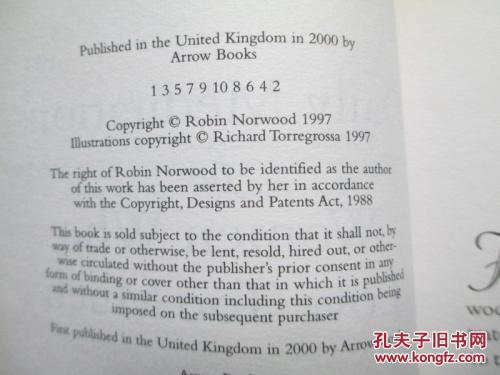 Published in the United Kingdom in 2000 by
Arrow Books
1 3 5 7 9 10 8 6 4 2
Copyright © Robin Norwood 1997
Illustrations copyright © Richard Torregrossa 1997
The right of Robin Norwood to be identified as the author
of this work has been asserted by her in accordance
with the Copyright, Designs and Patents Act, 1988
This book is sold subject to the condition that it shall not, by
way of trade or otherwise, be lent, resold, hired out, or other-
wise circulated without the publisher's prior consent in any
form of binding or cover other than that in which it is published
and without a similar condition including this condition being
imposed on the subsequent purchaser
First published in the United Kingdom in 2000 by Arrow
woo
孔夫子旧书网
www.kongfz.com